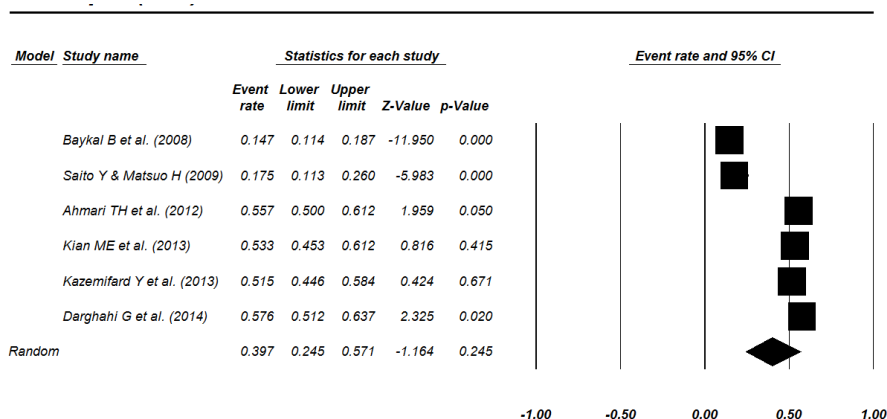 Model Study name Statistics for each study Event rate and 95% CI
Event Lower Upper
rate limit limit Z-Value p-Value
Baykal B et al. (2008) 0.147 0.114 0.187 -11.950 0.000
Saito Y & Matsuo H (2009) 0.175 0.113 0.260 -5.983 0.000
Ahmari TH et al. (2012) 0.557 0.500 0.612 1.959 0.050
Kian ME et al. (2013) 0.533 0.453 0.612 0.816 0.415
Kazemifard Y et al. (2013) 0.515 0.446 0.584 0.424 0.671
Darghahi G et al. (2014) 0.576 0.512 0.637 2.325 0.020
Random 0.397 0.245 0.571 -1.164 0.245
-1.00 -0.50 0.00 0.50 1.00